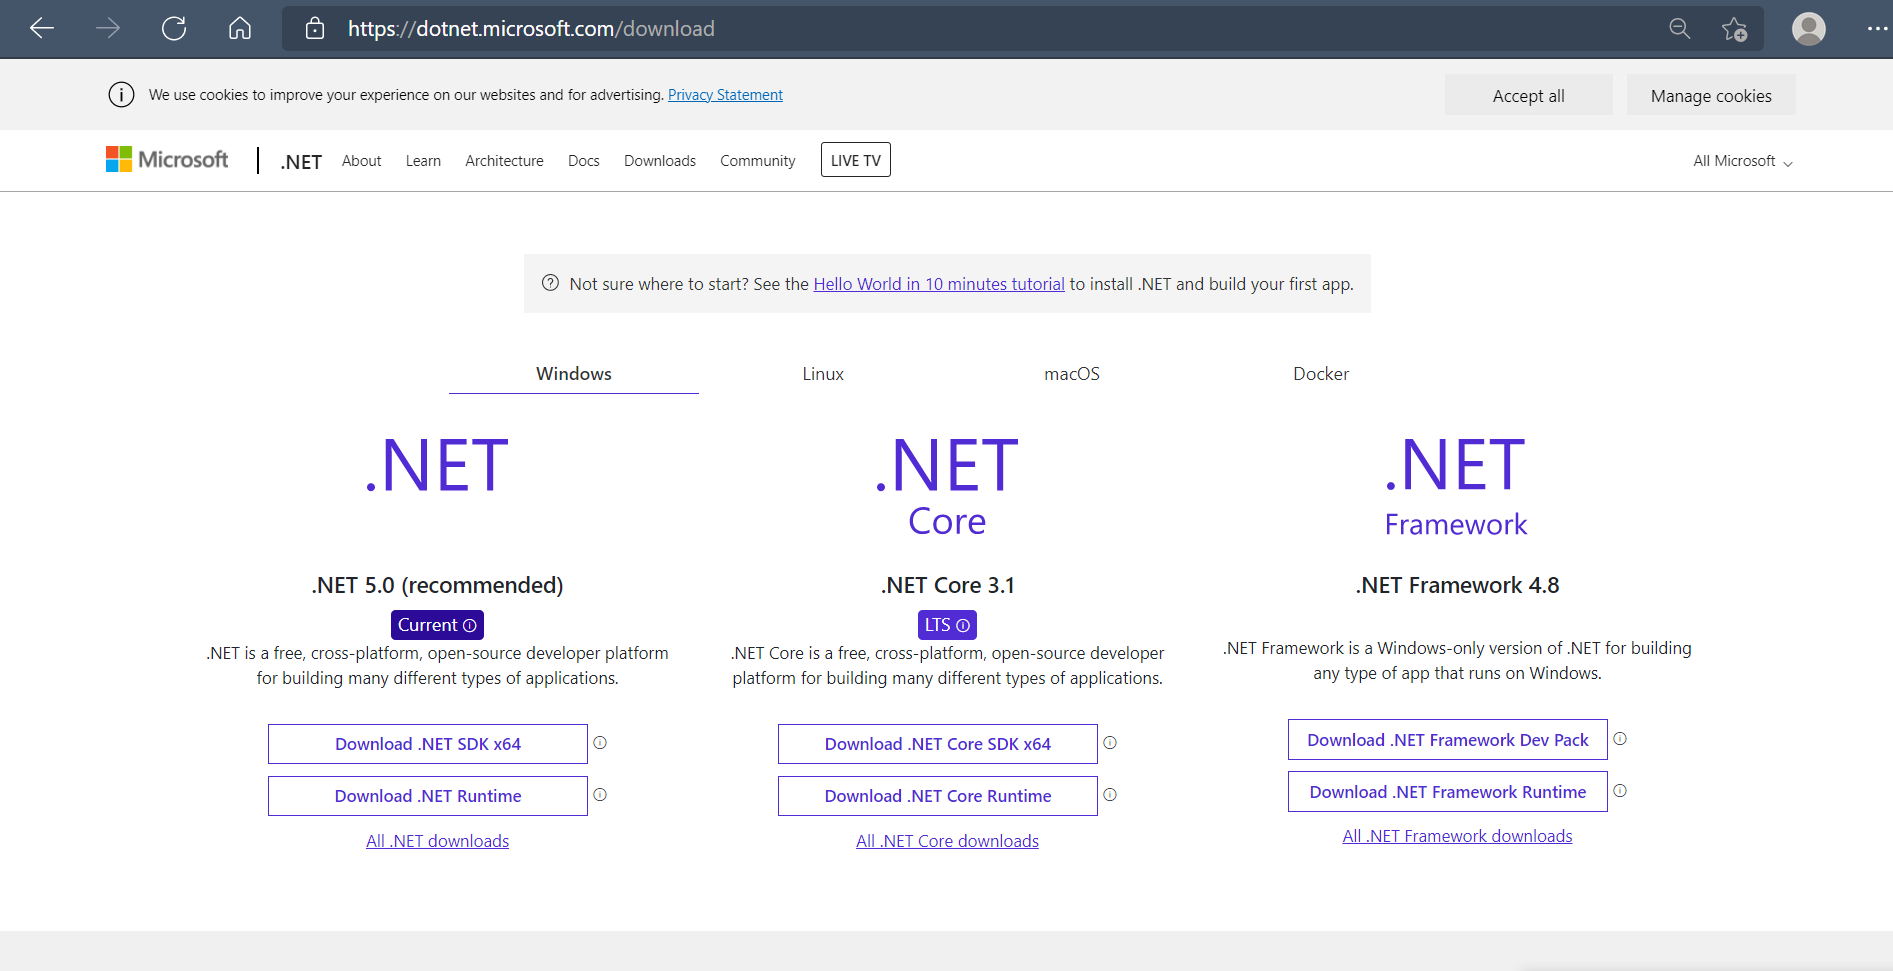 https://dotnet.microsoft.com/download
We use cookies to improve your experience on our websites and for advertising. Privacy Statement
Accept all
Manage cookies
Microsoft
.NET
About
Learn
Architecture
Docs
Downloads
Community
LIVE TV
All Microsoft
Not sure where to start? See the Hello World in 10 minutes tutorial to install .NET and build your first app.
Windows
Linux
macOS
Docker
.NET
.NET 5.0 (recommended)
Current
.NET is a free, cross-platform, open-source developer platform
for building many different types of applications.
Download .NET SDK x64
Download .NET Runtime
All .NET downloads
.NET
Core
.NET Core 3.1
LTS
.NET Core is a free, cross-platform, open-source developer
platform for building many different types of applications.
Download .NET Core SDK x64
Download .NET Core Runtime
All .NET Core downloads
.NET
Framework
.NET Framework 4.8
.NET Framework is a Windows-only version of .NET for building
any type of app that runs on Windows.
Download .NET Framework Dev Pack
Download .NET Framework Runtime
All .NET Framework downloads